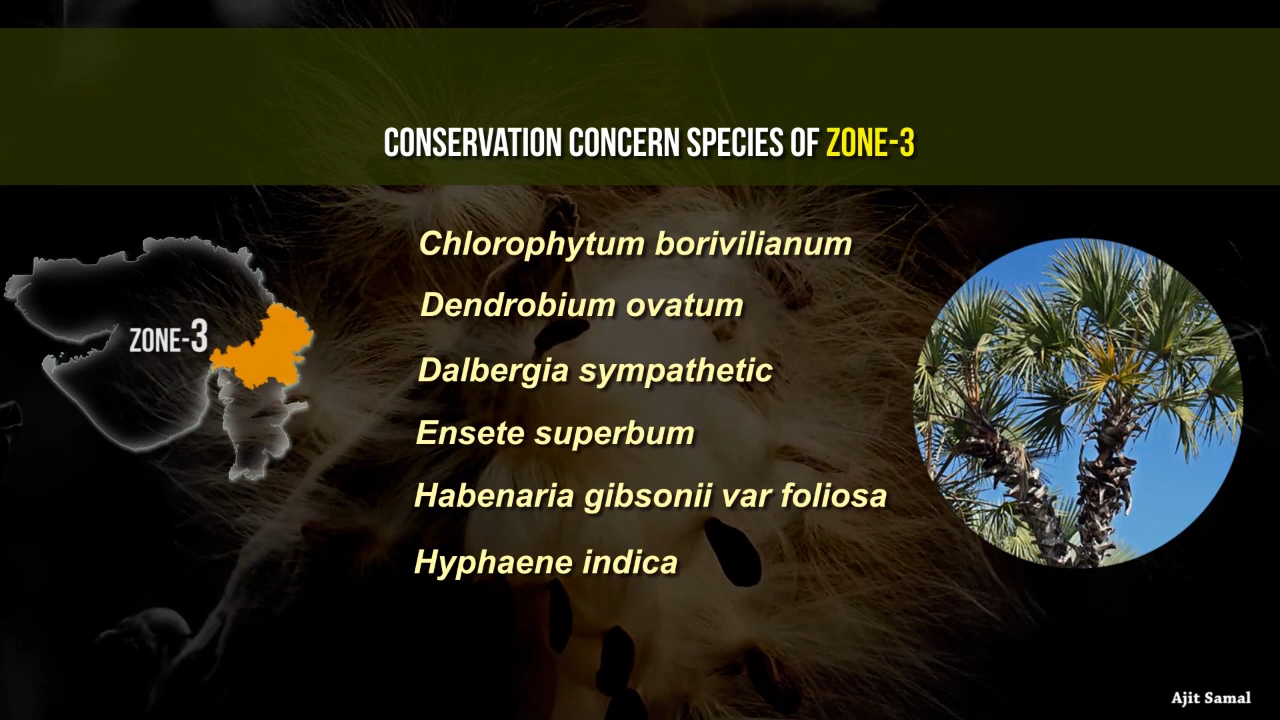 CONSERVATION CONCERN SPECIES OF ZONE-3
Chlorophytum borivilianum
Dendrobium ovatum
ZONE-3
Dalbergia sympathetic
Ensete superbum
Habenaria gibsonii var foliosa
Hyphaene indica
Ajit Samal